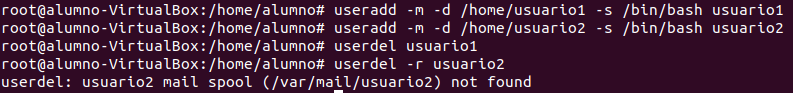 root@alumno-VirtualBox:/home/alumno# useradd -m -d /home/usuario1 -s /bin/bash usuario1
root@alumno-VirtualBox:/home/alumno# useradd -m -d /home/usuario2 -s /bin/bash usuario2
root@alumno-VirtualBox:/home/alumno# userdel usuario1
root@alumno-VirtualBox:/home/alumno# userdel -r usuario2
userdel: usuario2 mail spool (/var/mail/usuario2) not found